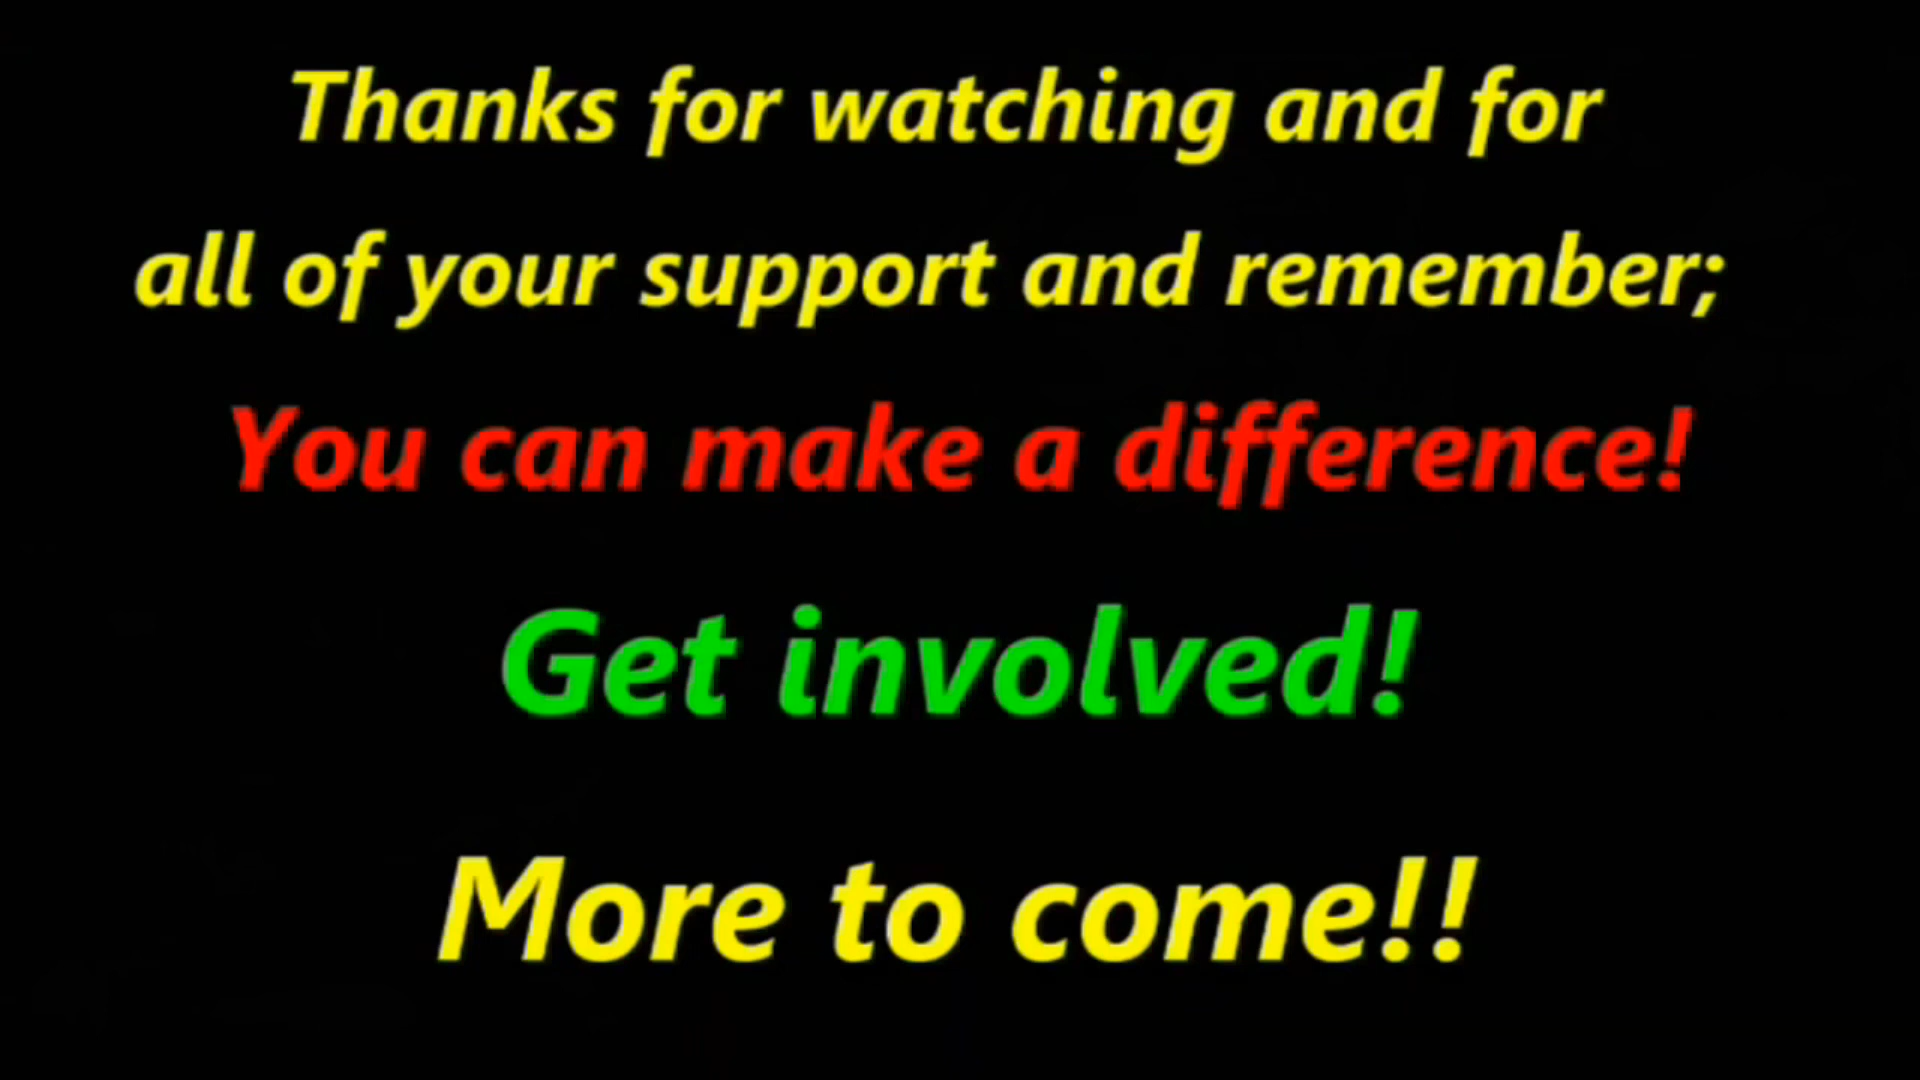 Thanks for watching and for
all of your support and remember;
You can make a difference!
Get involved!
More to come!!